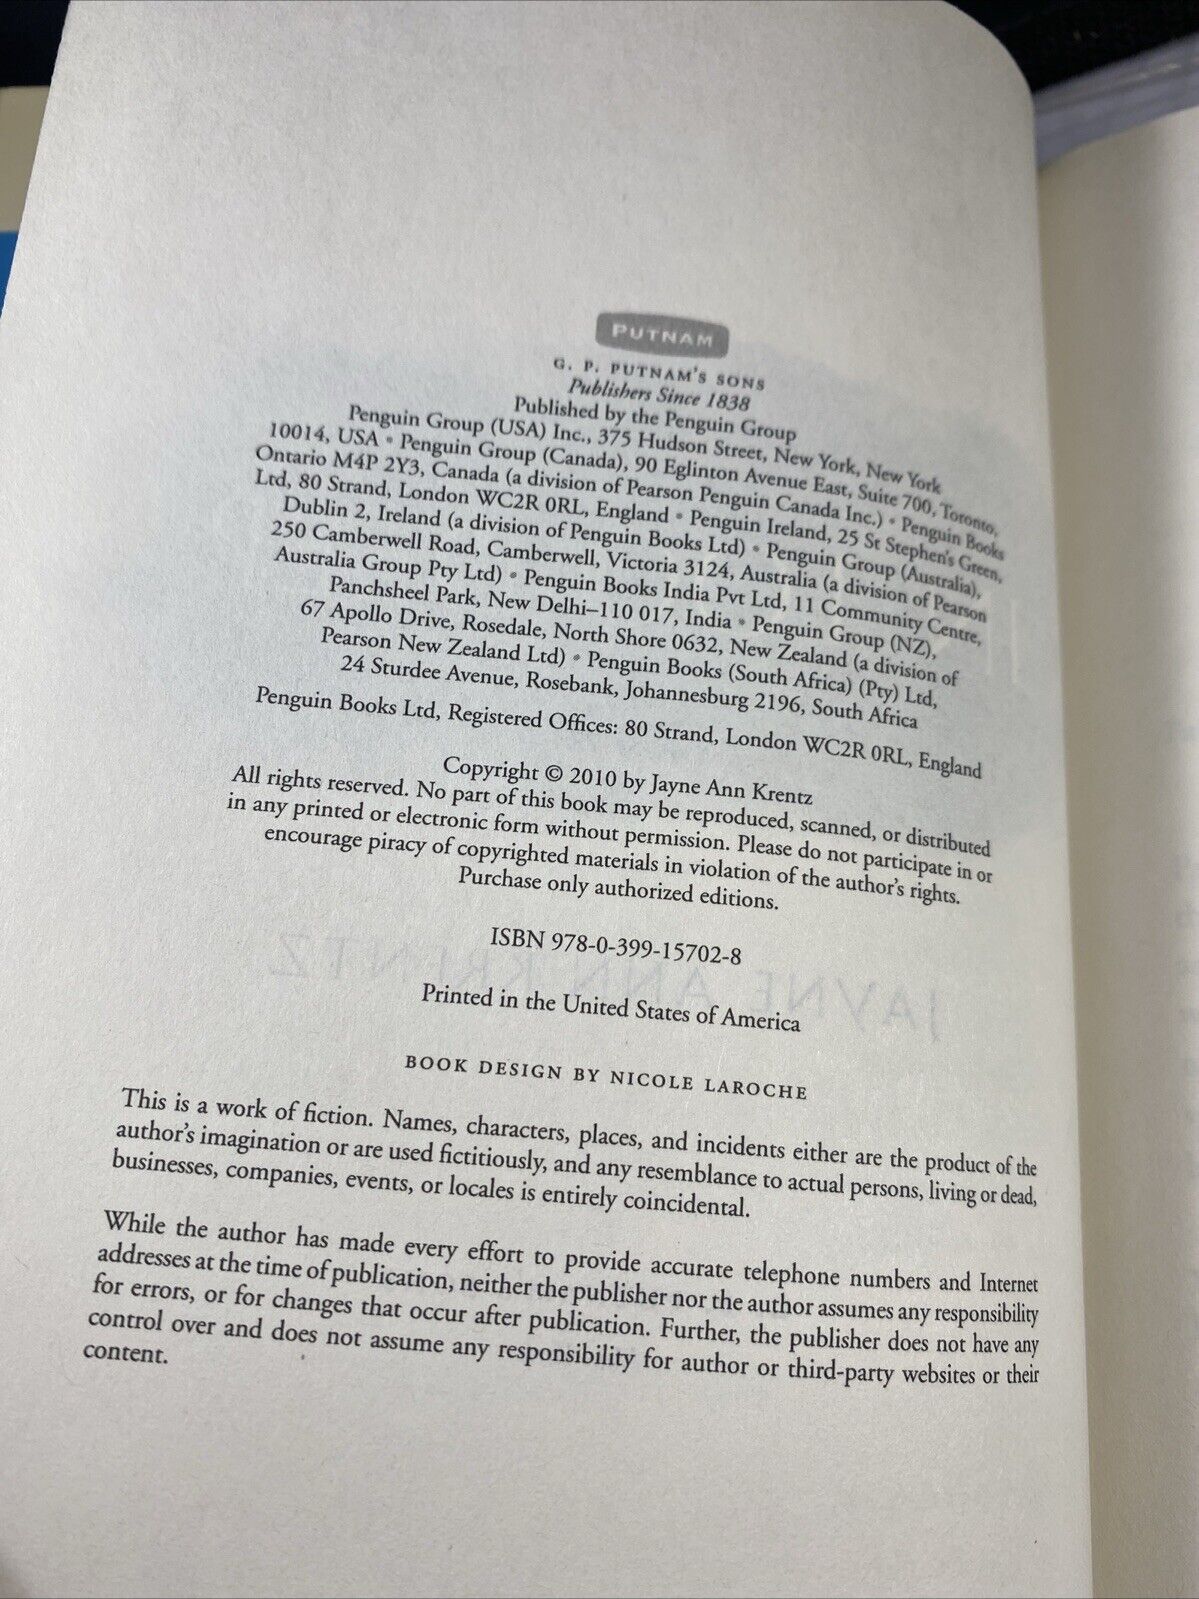 PUTNAM
G. P. PUTNAM'S SONS
Publishers Since 1838
Published by the Penguin Group
Penguin Group (USA) Inc., 375 Hudson Street, New York, New York
10014, USA • Penguin Group (Canada), 90 Eglinton Avenue East, Suite 700, Toronto,
Ontario M4P 2Y3, Canada (a division of Pearson Penguin Canada Inc.) • Penguin Books
Ltd, 80 Strand, London WC2R 0RL, England • Penguin Ireland, 25 St Stephen's Green,
Dublin 2, Ireland (a division of Penguin Books Ltd) • Penguin Group (Australia),
250 Camberwell Road, Camberwell, Victoria 3124, Australia (a division of Pearson
Australia Group Pty Ltd) • Penguin Books India Pvt Ltd, 11 Community Centre,
Panchsheel Park, New Delhi–110 017, India • Penguin Group (NZ),
67 Apollo Drive, Rosedale, North Shore 0632, New Zealand (a division of
Pearson New Zealand Ltd) • Penguin Books (South Africa) (Pty) Ltd,
24 Sturdee Avenue, Rosebank, Johannesburg 2196, South Africa
Penguin Books Ltd, Registered Offices: 80 Strand, London WC2R 0RL, England
Copyright © 2010 by Jayne Ann Krentz
All rights reserved. No part of this book may be reproduced, scanned, or distributed
in any printed or electronic form without permission. Please do not participate in or
encourage piracy of copyrighted materials in violation of the author's rights.
Purchase only authorized editions.
ISBN 978-0-399-15702-8
Printed in the United States of America
BOOK DESIGN BY NICOLE LAROCHE
This is a work of fiction. Names, characters, places, and incidents either are the product of the
author's imagination or are used fictitiously, and any resemblance to actual persons, living or dead,
businesses, companies, events, or locales is entirely coincidental.
While the author has made every effort to provide accurate telephone numbers and Internet
addresses at the time of publication, neither the publisher nor the author assumes any responsibility
for errors, or for changes that occur after publication. Further, the publisher does not have any
control over and does not assume any responsibility for author or third-party websites or their
content.